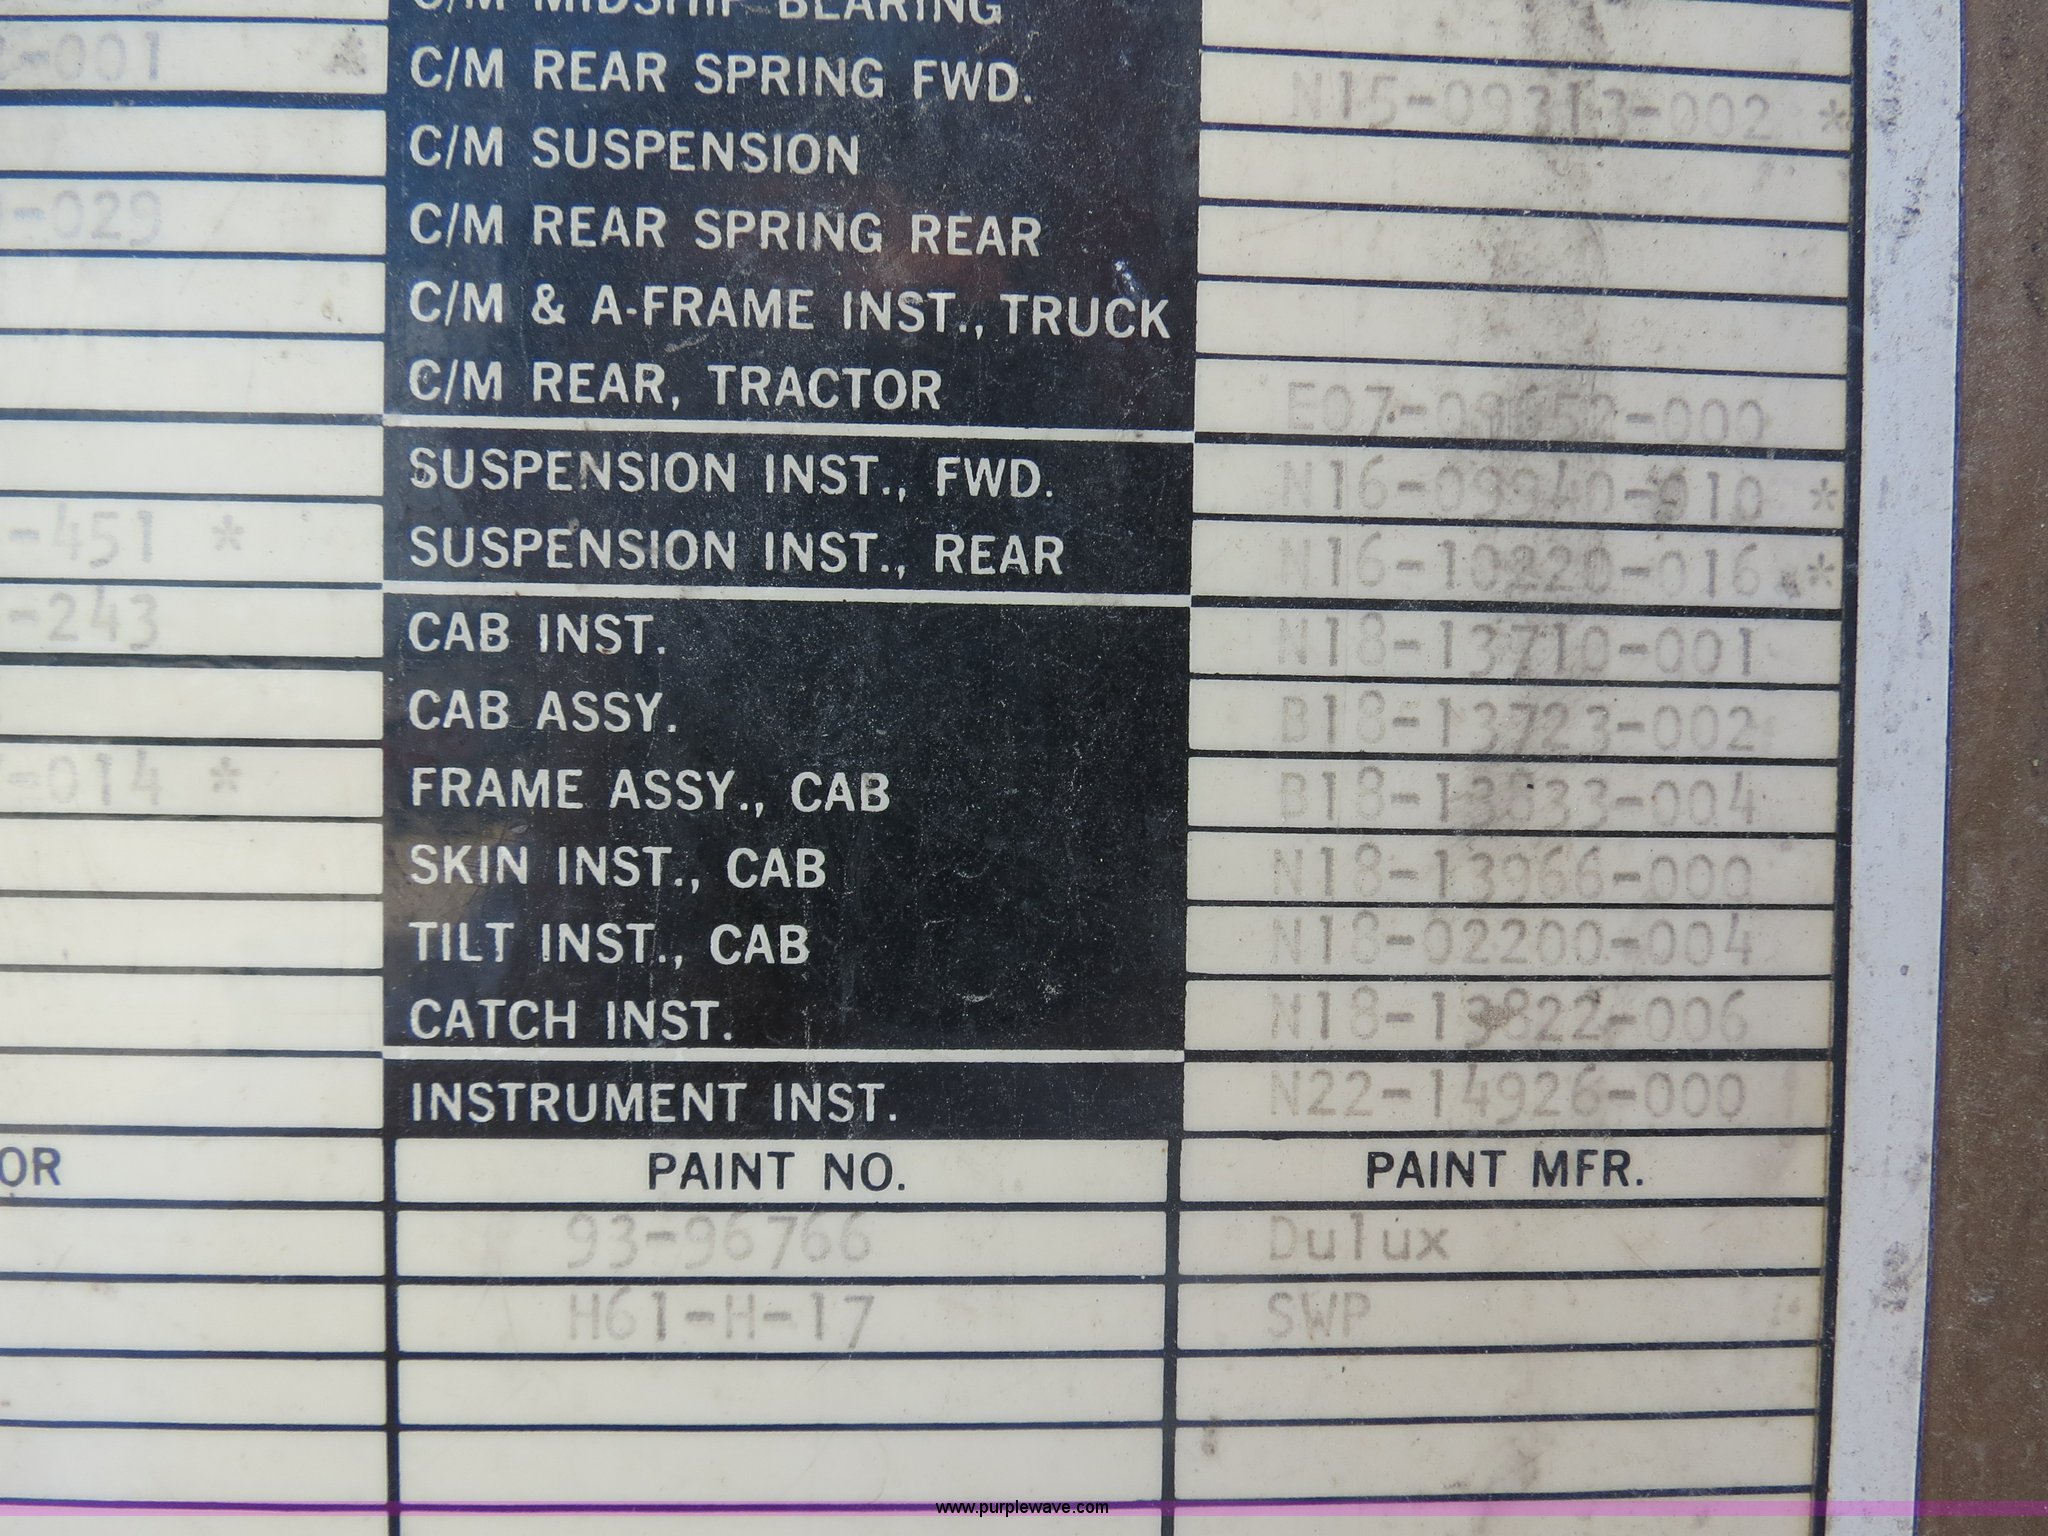 C/M MIDSHIP BEARING
-001 C/M REAR SPRING FWD. N15-09313-002 *
C/M SUSPENSION
-029 C/M REAR SPRING REAR
C/M & A-FRAME INST., TRUCK
C/M REAR, TRACTOR E07-09652-000
SUSPENSION INST., FWD. N16-09940-010 *
-451 * SUSPENSION INST., REAR N16-10220-016 *
-243 CAB INST. N18-13710-001
CAB ASSY. B18-13723-002
-014 * FRAME ASSY., CAB B18-13833-004
SKIN INST., CAB N18-13966-000
TILT INST., CAB N18-02200-004
CATCH INST. N18-13822-006
INSTRUMENT INST. N22-14926-000
OR PAINT NO. PAINT MFR.
93-96766 Dulux
H61-H-17 SWP
www.purplewave.com